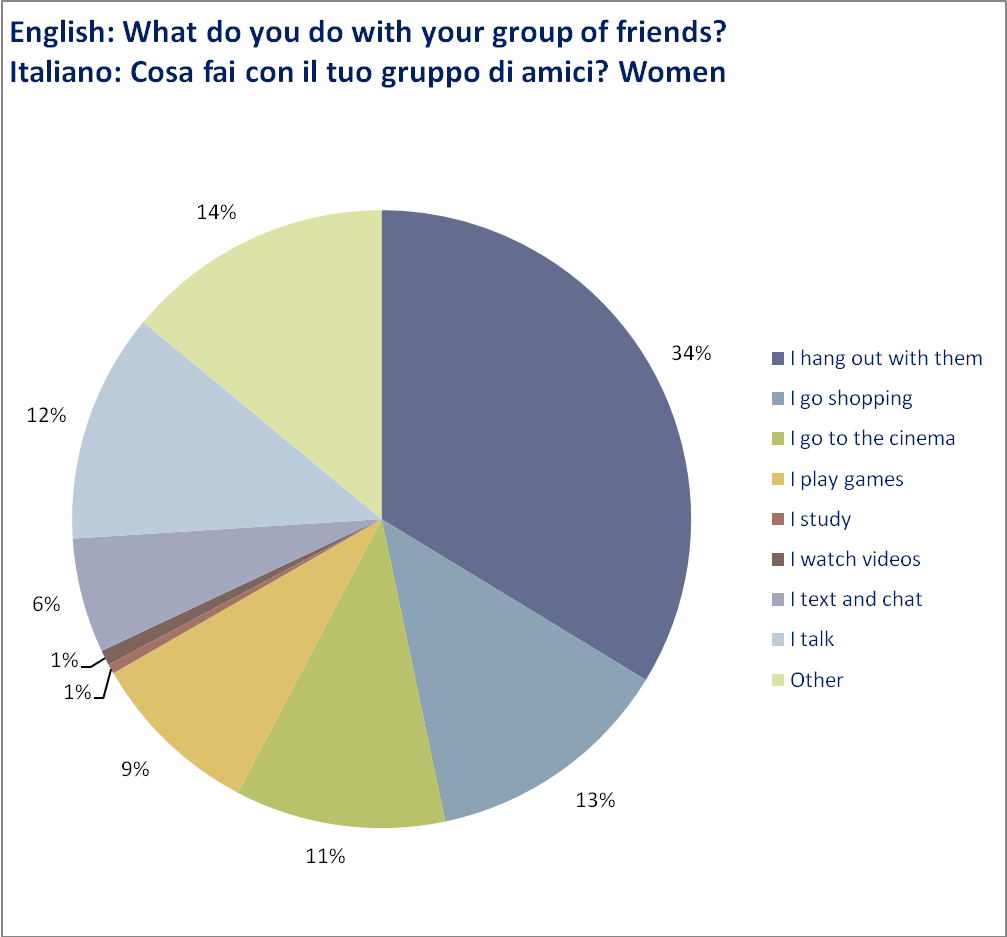 English: What do you do with your group of friends?
Italiano: Cosa fai con il tuo gruppo di amici? Women
14%
34%
12%
6%
1%
1%
9%
13%
11%
I hang out with them
I go shopping
I go to the cinema
I play games
I study
I watch videos
I text and chat
I talk
Other